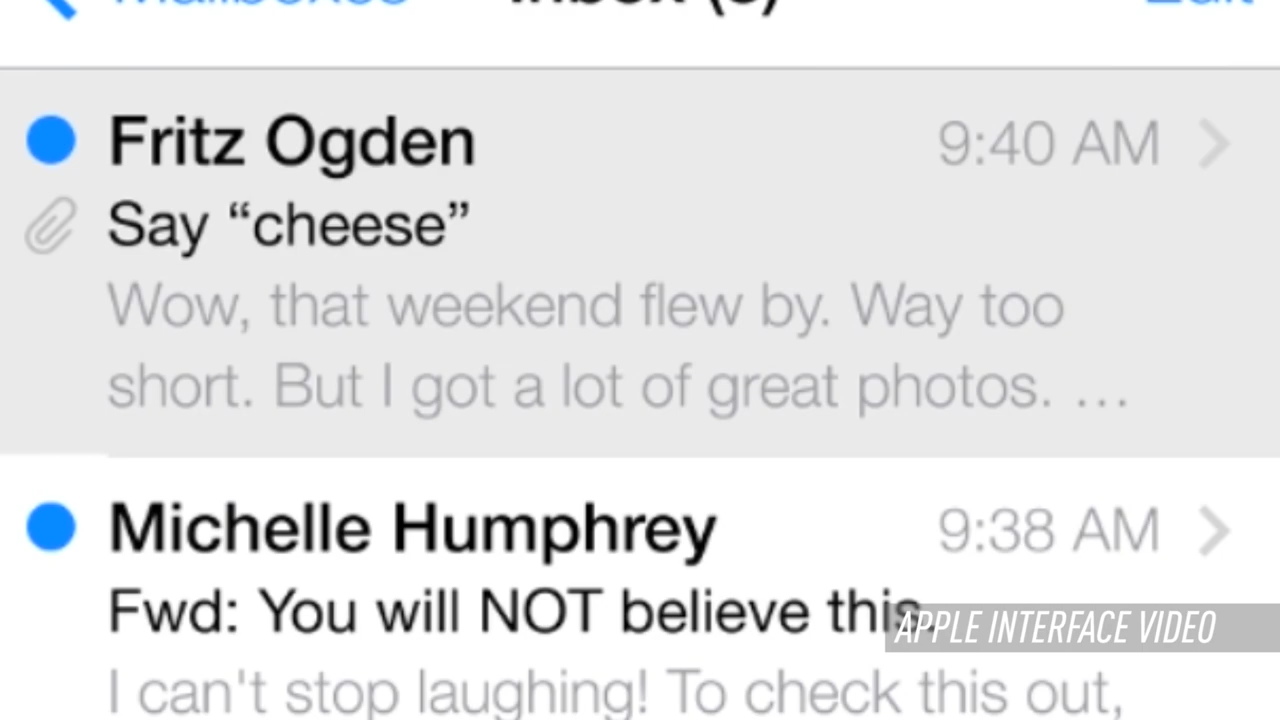 Fritz Ogden
9:40 AM
Say “cheese”
Wow, that weekend flew by. Way too
short. But I got a lot of great photos. …
Michelle Humphrey
9:38 AM
Fwd: You will NOT believe this.
APPLE INTERFACE VIDEO
I can't stop laughing! To check this out,